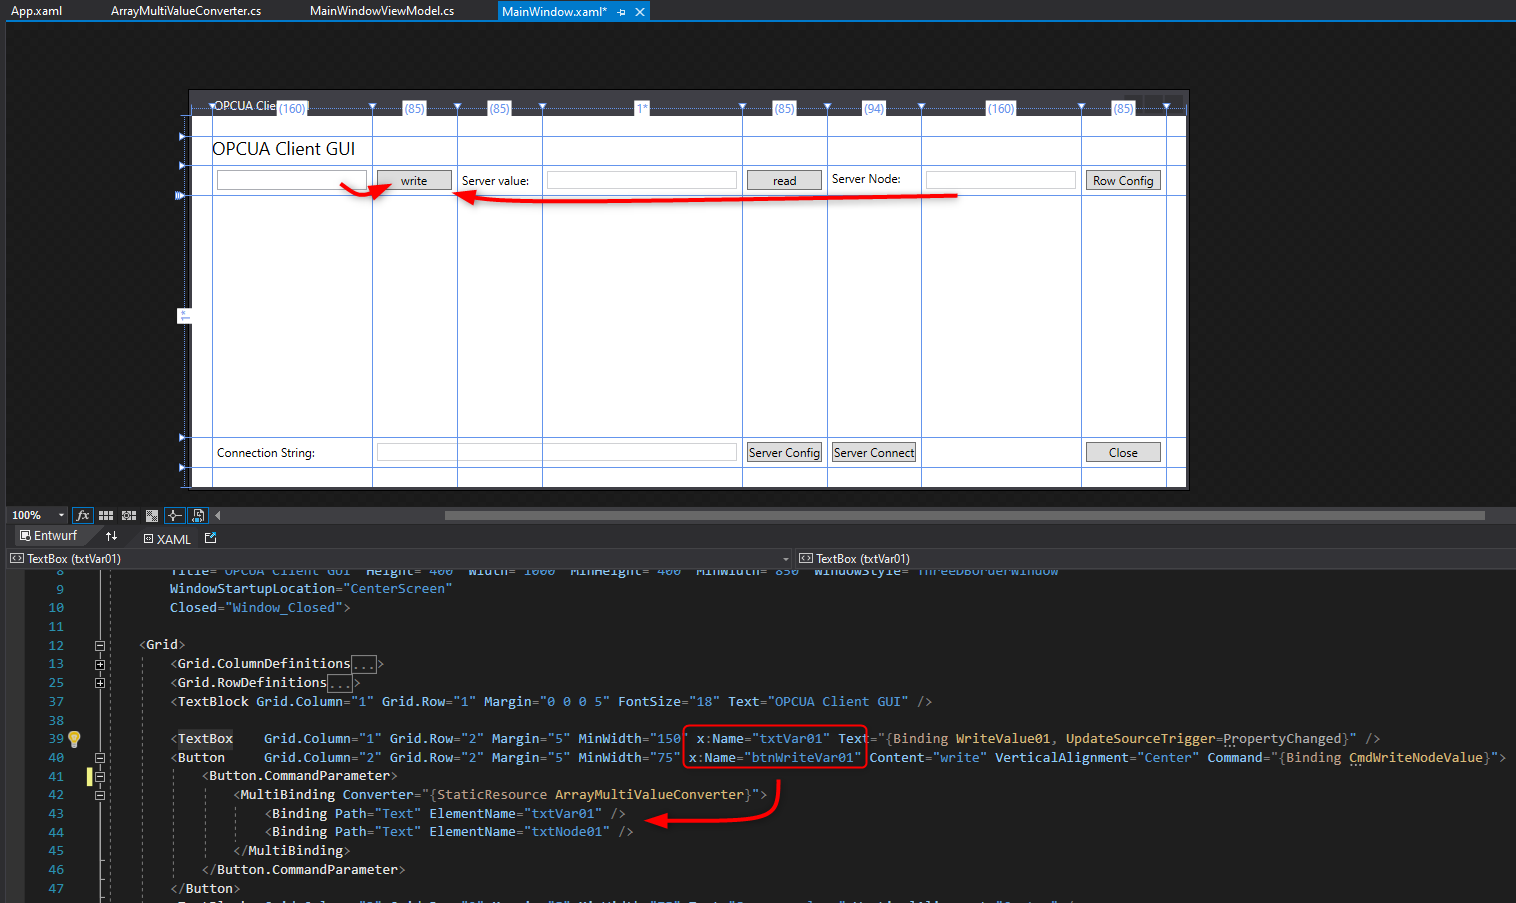 App.xaml ArrayMultiValueConverter.cs MainWindowViewModel.cs MainWindow.xaml*
OPCUA Clie
(160) (85) (85) 1* (85) (94) (160) (85)
OPCUA Client GUI
write Server value: read Server Node: Row Config
1*
Connection String: Server Config Server Connect Close
100% fx
Entwurf XAML
TextBox (txtVar01) TextBox (txtVar01)
8 Title="OPCUA Client GUI" Height="400" Width="1000" MinHeight="400" MinWidth="850" WindowStyle="ThreeDBorderWindow"
9 WindowStartupLocation="CenterScreen"
10 Closed="Window_Closed">
11
12 <Grid>
13 <Grid.ColumnDefinitions...>
25 <Grid.RowDefinitions...>
37 <TextBlock Grid.Column="1" Grid.Row="1" Margin="0 0 0 5" FontSize="18" Text="OPCUA Client GUI" />
38
39 <TextBox Grid.Column="1" Grid.Row="2" Margin="5" MinWidth="150" x:Name="txtVar01" Text="{Binding WriteValue01, UpdateSourceTrigger=PropertyChanged}" />
40 <Button Grid.Column="2" Grid.Row="2" Margin="5" MinWidth="75" x:Name="btnWriteVar01" Content="write" VerticalAlignment="Center" Command="{Binding CmdWriteNodeValue}">
41 <Button.CommandParameter>
42 <MultiBinding Converter="{StaticResource ArrayMultiValueConverter}">
43 <Binding Path="Text" ElementName="txtVar01" />
44 <Binding Path="Text" ElementName="txtNode01" />
45 </MultiBinding>
46 </Button.CommandParameter>
47 </Button>